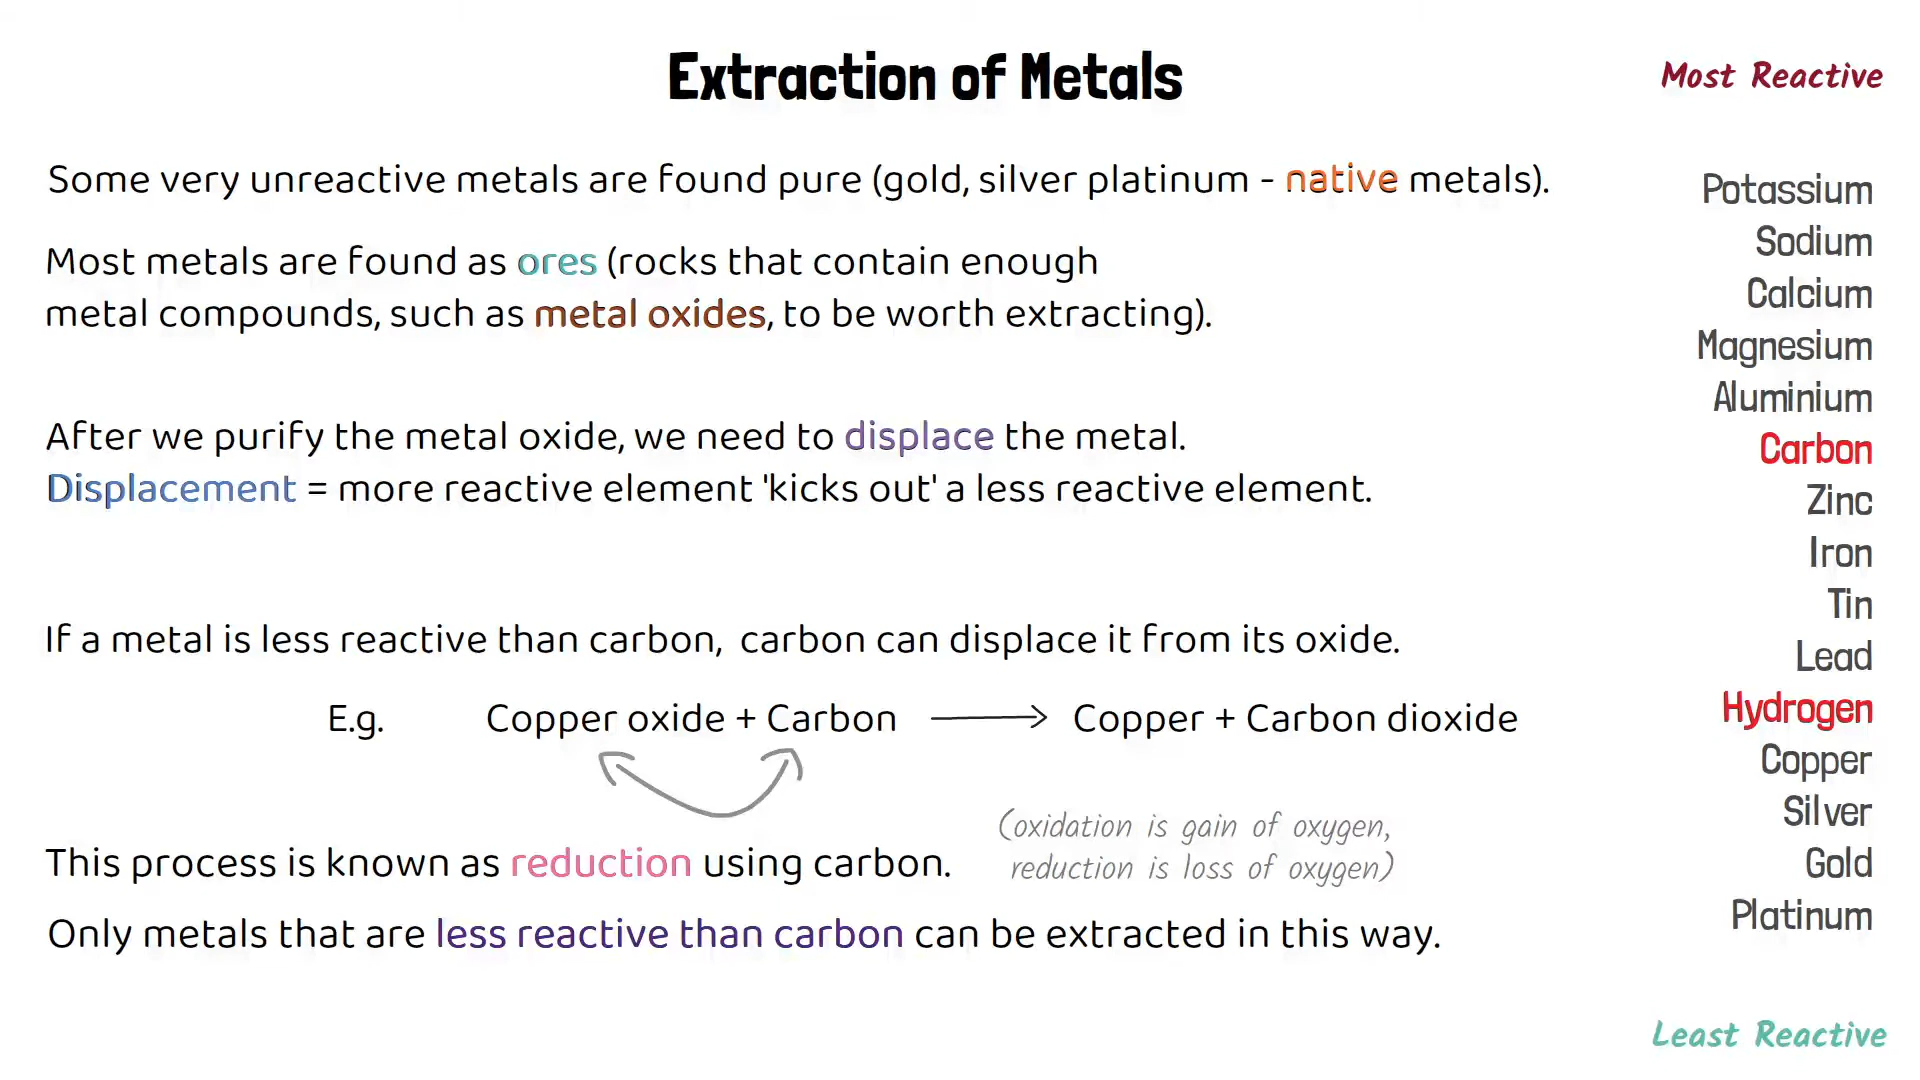 Extraction of Metals
Some very unreactive metals are found pure (gold, silver platinum - native metals).
Most metals are found as ores (rocks that contain enough
metal compounds, such as metal oxides, to be worth extracting).
After we purify the metal oxide, we need to displace the metal.
Displacement = more reactive element 'kicks out' a less reactive element.
If a metal is less reactive than carbon, carbon can displace it from its oxide.
E.g. Copper oxide + Carbon → Copper + Carbon dioxide
(oxidation is gain of oxygen,
reduction is loss of oxygen)
This process is known as reduction using carbon.
Only metals that are less reactive than carbon can be extracted in this way.
Most Reactive
Potassium
Sodium
Calcium
Magnesium
Aluminium
Carbon
Zinc
Iron
Tin
Lead
Hydrogen
Copper
Silver
Gold
Platinum
Least Reactive